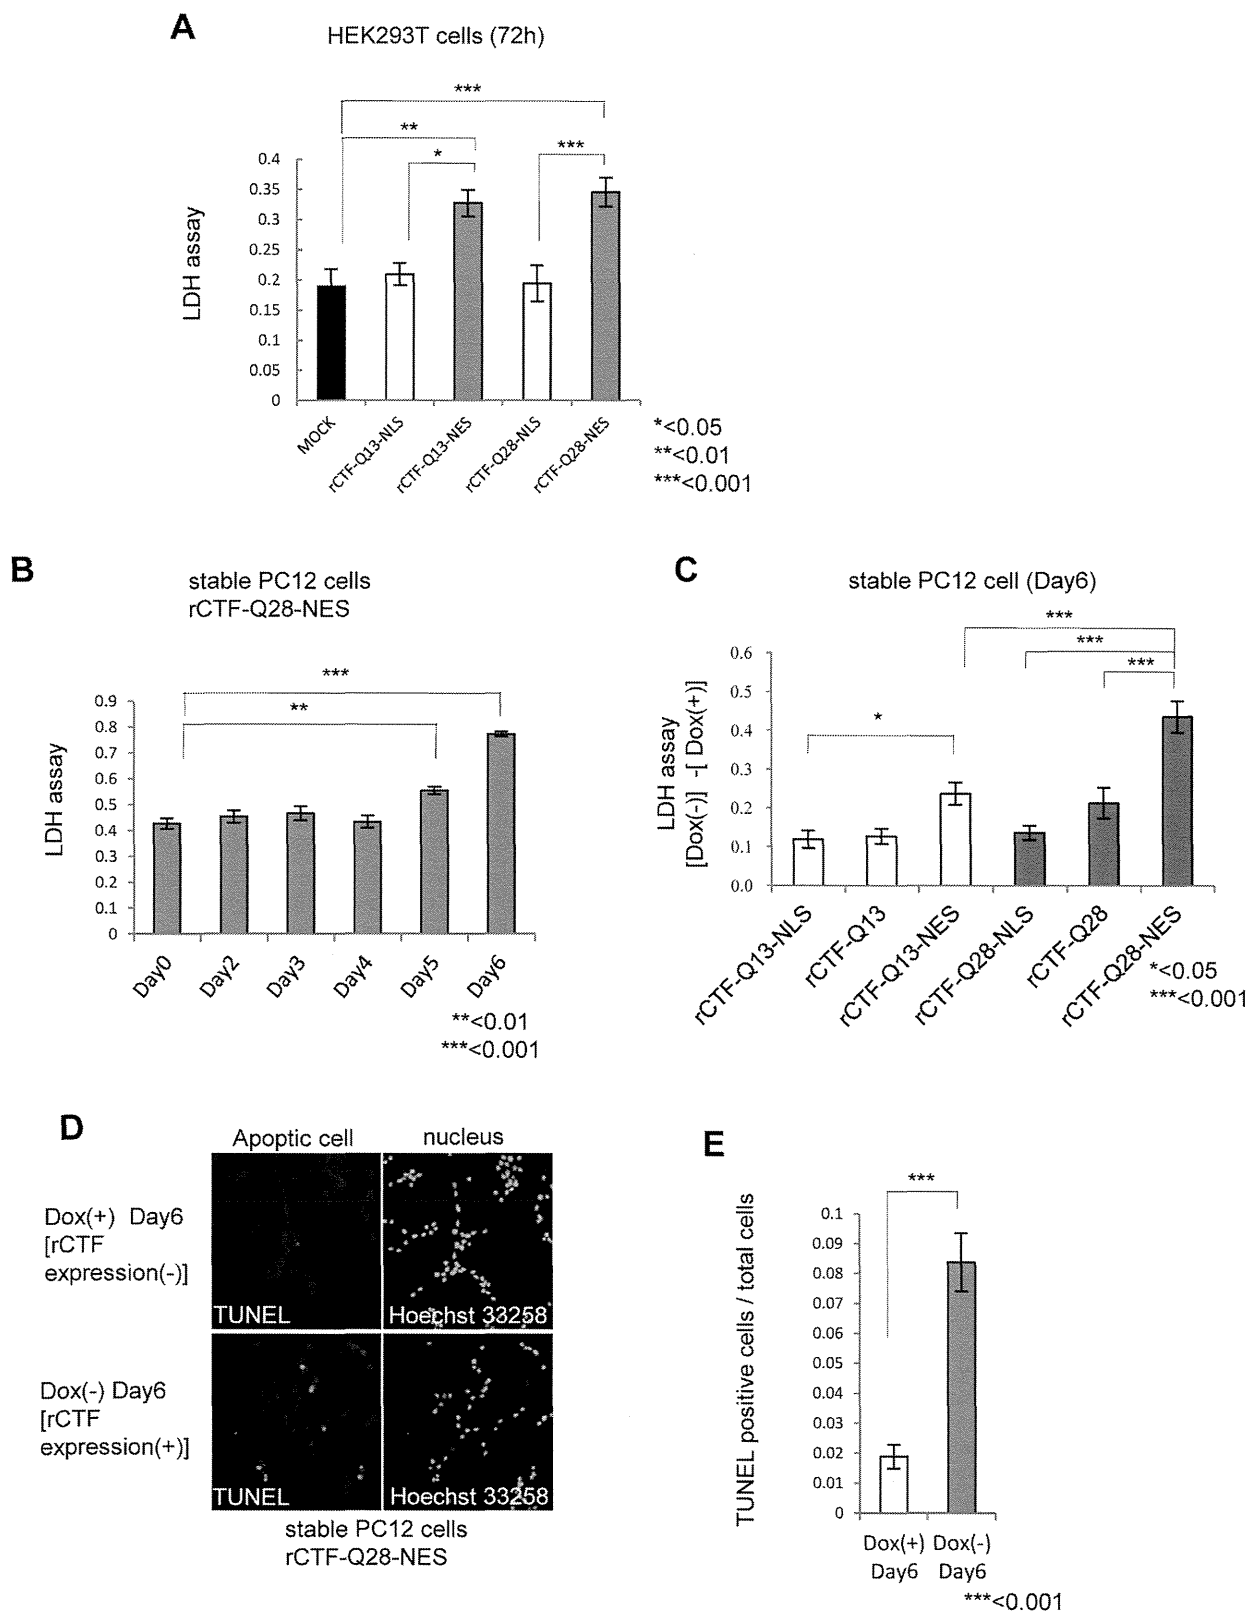 A
HEK293T cells (72h)
***
**
*
***
0.4
0.35
0.3
0.25
0.2
0.15
0.1
0.05
0
LDH assay
MOCK
rCTF-Q13-NLS
rCTF-Q13-NES
rCTF-Q28-NLS
rCTF-Q28-NES
*<0.05
**<0.01
***<0.001
B
stable PC12 cells
rCTF-Q28-NES
***
**
0.9
0.8
0.7
0.6
0.5
0.4
0.3
0.2
0.1
0
LDH assay
Day0
Day2
Day3
Day4
Day5
Day6
**<0.01
***<0.001
C
stable PC12 cell (Day6)
***
***
***
*
0.6
0.5
0.4
0.3
0.2
0.1
0.0
LDH assay
[Dox(-)] -[ Dox(+)]
rCTF-Q13-NLS
rCTF-Q13
rCTF-Q13-NES
rCTF-Q28-NLS
rCTF-Q28
rCTF-Q28-NES
*<0.05
***<0.001
D
Apoptic cell
nucleus
Dox(+) Day6
[rCTF
expression(-)]
TUNEL
Hoechst 33258
Dox(-) Day6
[rCTF
expression(+)]
TUNEL
Hoechst 33258
stable PC12 cells
rCTF-Q28-NES
E
***
0.1
0.09
0.08
0.07
0.06
0.05
0.04
0.03
0.02
0.01
0
TUNEL positive cells / total cells
Dox(+)
Day6
Dox(-)
Day6
***<0.001